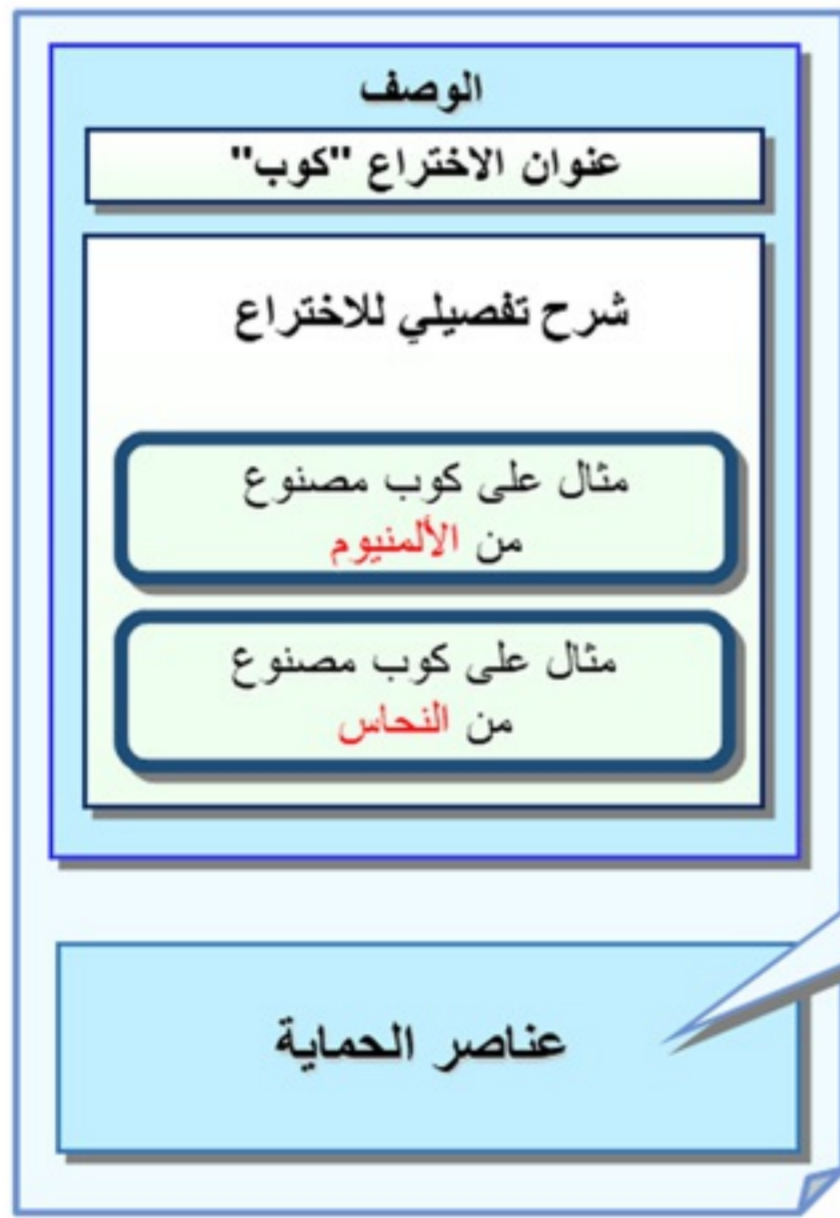 الوصف
عنوان الاختراع "كوب"
شرح تفصيلي للاختراع
مثال على كوب مصنوع
من الألمنيوم
مثال على كوب مصنوع
من النحاس
عناصر الحماية